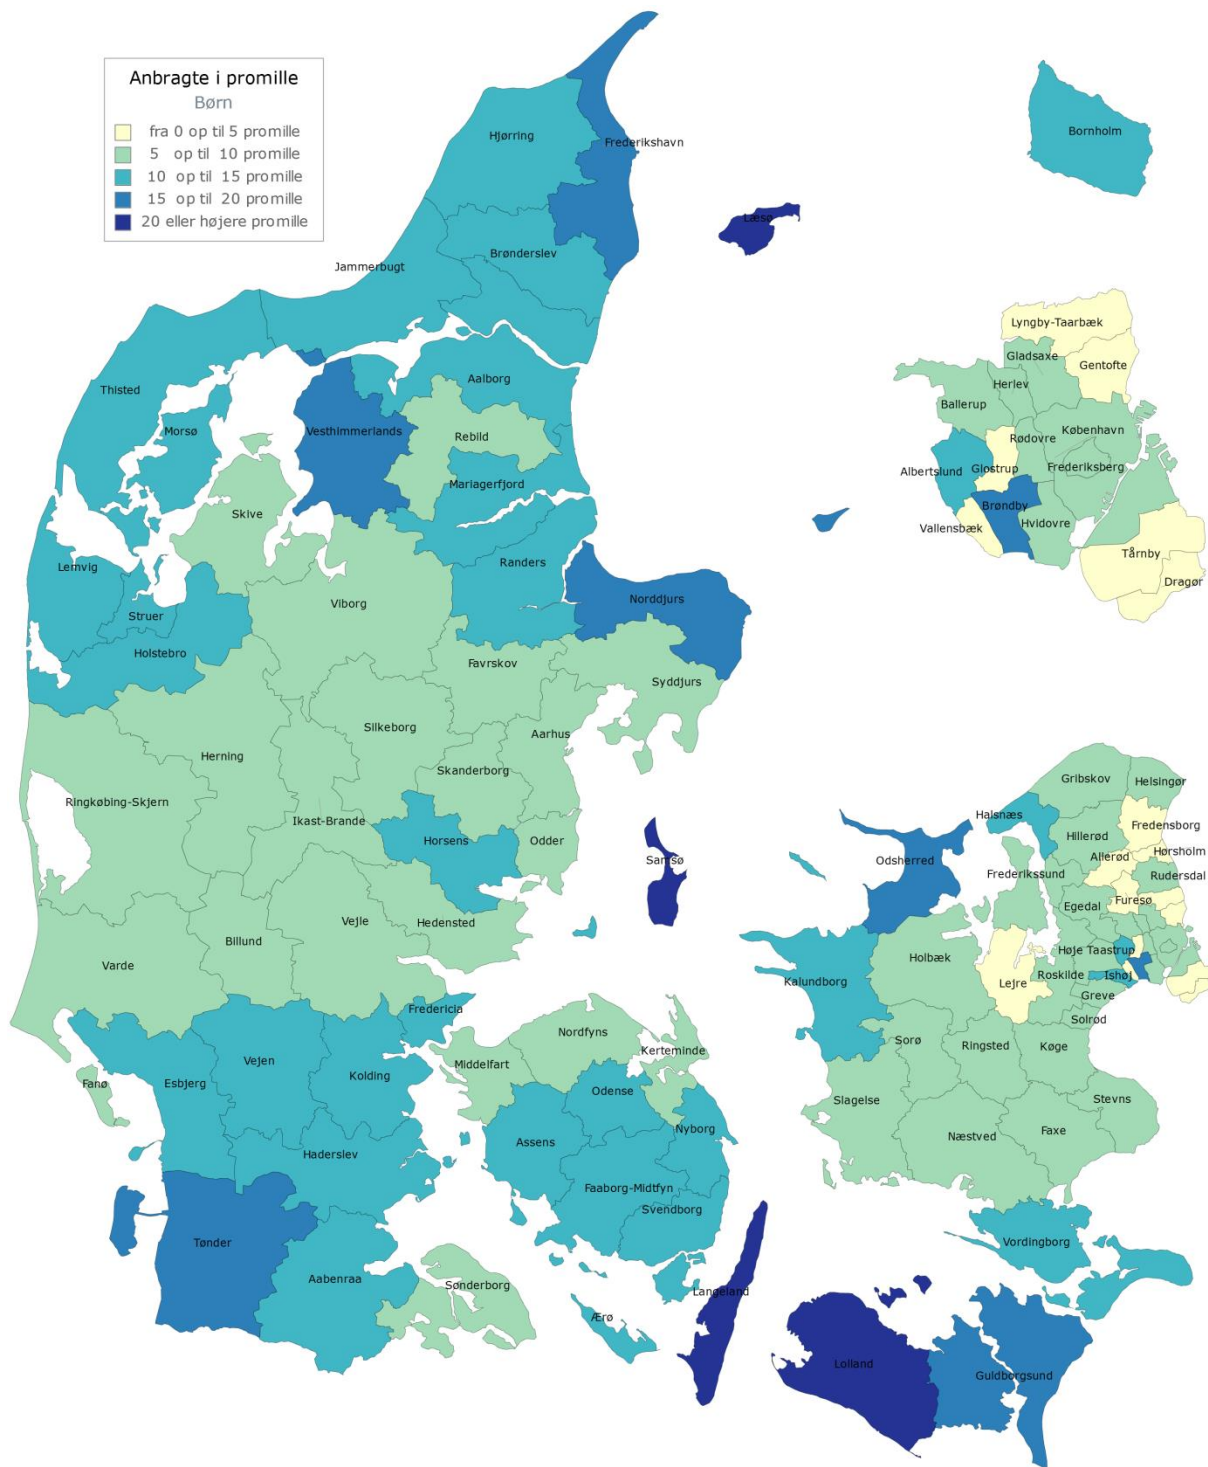 Anbragte i promille
Børn
fra 0 op til 5 promille
5 op til 10 promille
10 op til 15 promille
15 op til 20 promille
20 eller højere promille
Hjørring
Frederikshavn
Bornholm
Læsø
Brønderslev
Jammerbugt
Lyngby-Taarbæk
Gladsaxe
Gentofte
Thisted
Aalborg
Herlev
Ballerup
Morsø
Vesthimmerlands
Rebild
København
Rødovre
Albertslund
Glostrup
Frederiksberg
Mariagerfjord
Brøndby
Skive
Vallensbæk
Hvidovre
Tårnby
Lemvig
Randers
Dragør
Viborg
Norddjurs
Struer
Holstebro
Favrskov
Syddjurs
Silkeborg
Aarhus
Herning
Skanderborg
Gribskov
Helsingør
Ringkøbing-Skjern
Halsnæs
Fredensborg
Ikast-Brande
Hillerød
Horsens
Odder
Samsø
Odsherred
Allerød
Hørsholm
Frederikssund
Rudersdal
Furesø
Egedal
Vejle
Hedensted
Billund
Varde
Holbæk
Høje Taastrup
Kalundborg
Lejre
Roskilde
Ishøj
Greve
Fredericia
Solrød
Nordfyns
Kerteminde
Sorø
Ringsted
Køge
Vejen
Middelfart
Kolding
Fanø
Esbjerg
Odense
Slagelse
Stevns
Nyborg
Næstved
Faxe
Assens
Haderslev
Faaborg-Midtfyn
Svendborg
Tønder
Vordingborg
Aabenraa
Sønderborg
Langeland
Ærø
Lolland
Guldborgsund